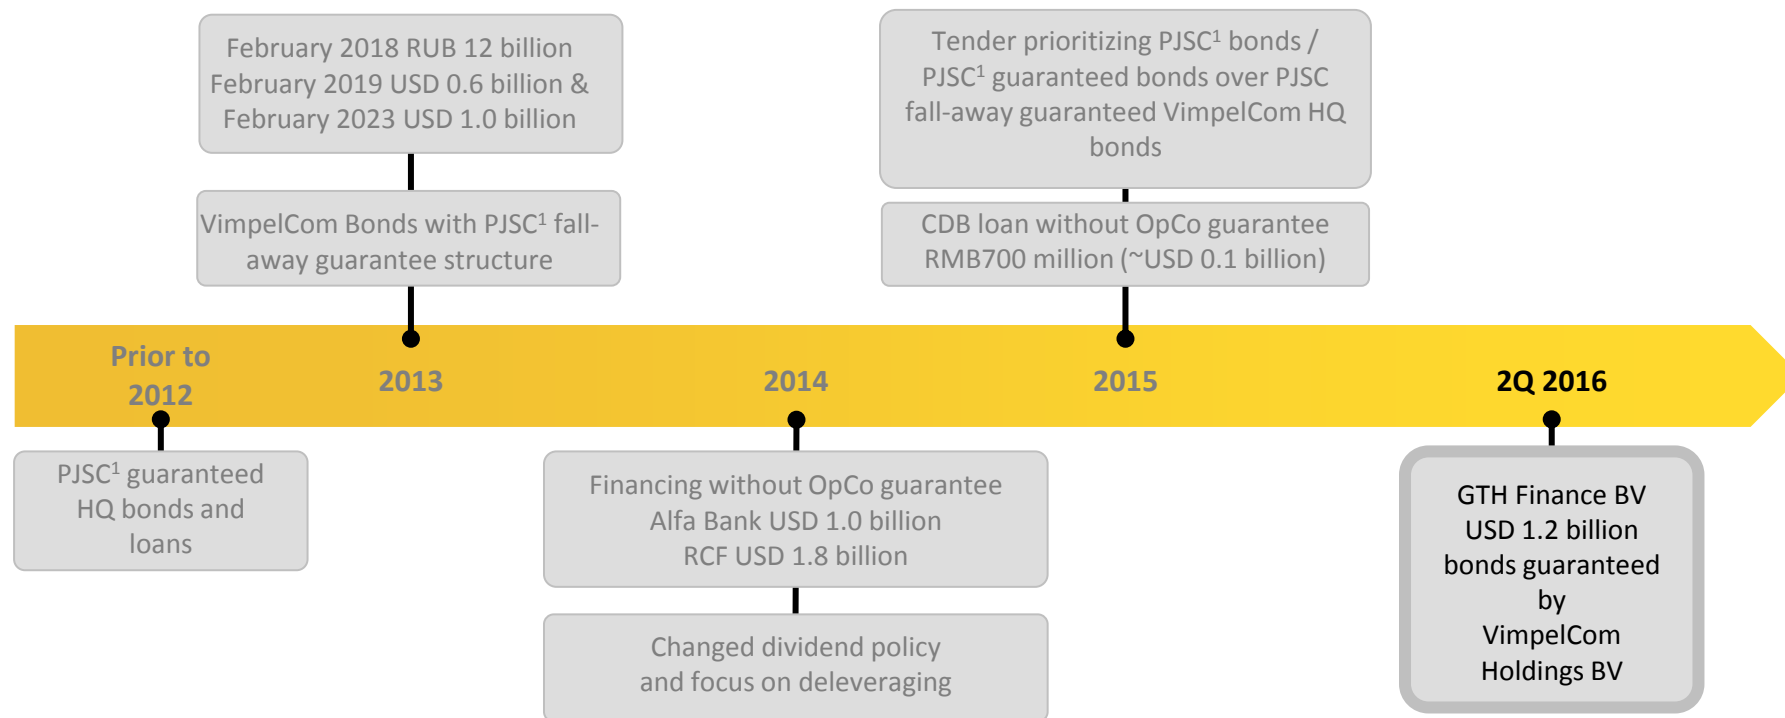 February 2018 RUB 12 billion
February 2019 USD 0.6 billion &
February 2023 USD 1.0 billion
VimpelCom Bonds with PJSC¹ fall-
away guarantee structure
Tender prioritizing PJSC¹ bonds /
PJSC¹ guaranteed bonds over PJSC
fall-away guaranteed VimpelCom HQ
bonds
CDB loan without OpCo guarantee
RMB700 million (~USD 0.1 billion)
Prior to
2012
2013
2014
2015
2Q 2016
PJSC¹ guaranteed
HQ bonds and
loans
Financing without OpCo guarantee
Alfa Bank USD 1.0 billion
RCF USD 1.8 billion
Changed dividend policy
and focus on deleveraging
GTH Finance BV
USD 1.2 billion
bonds guaranteed
by
VimpelCom
Holdings BV